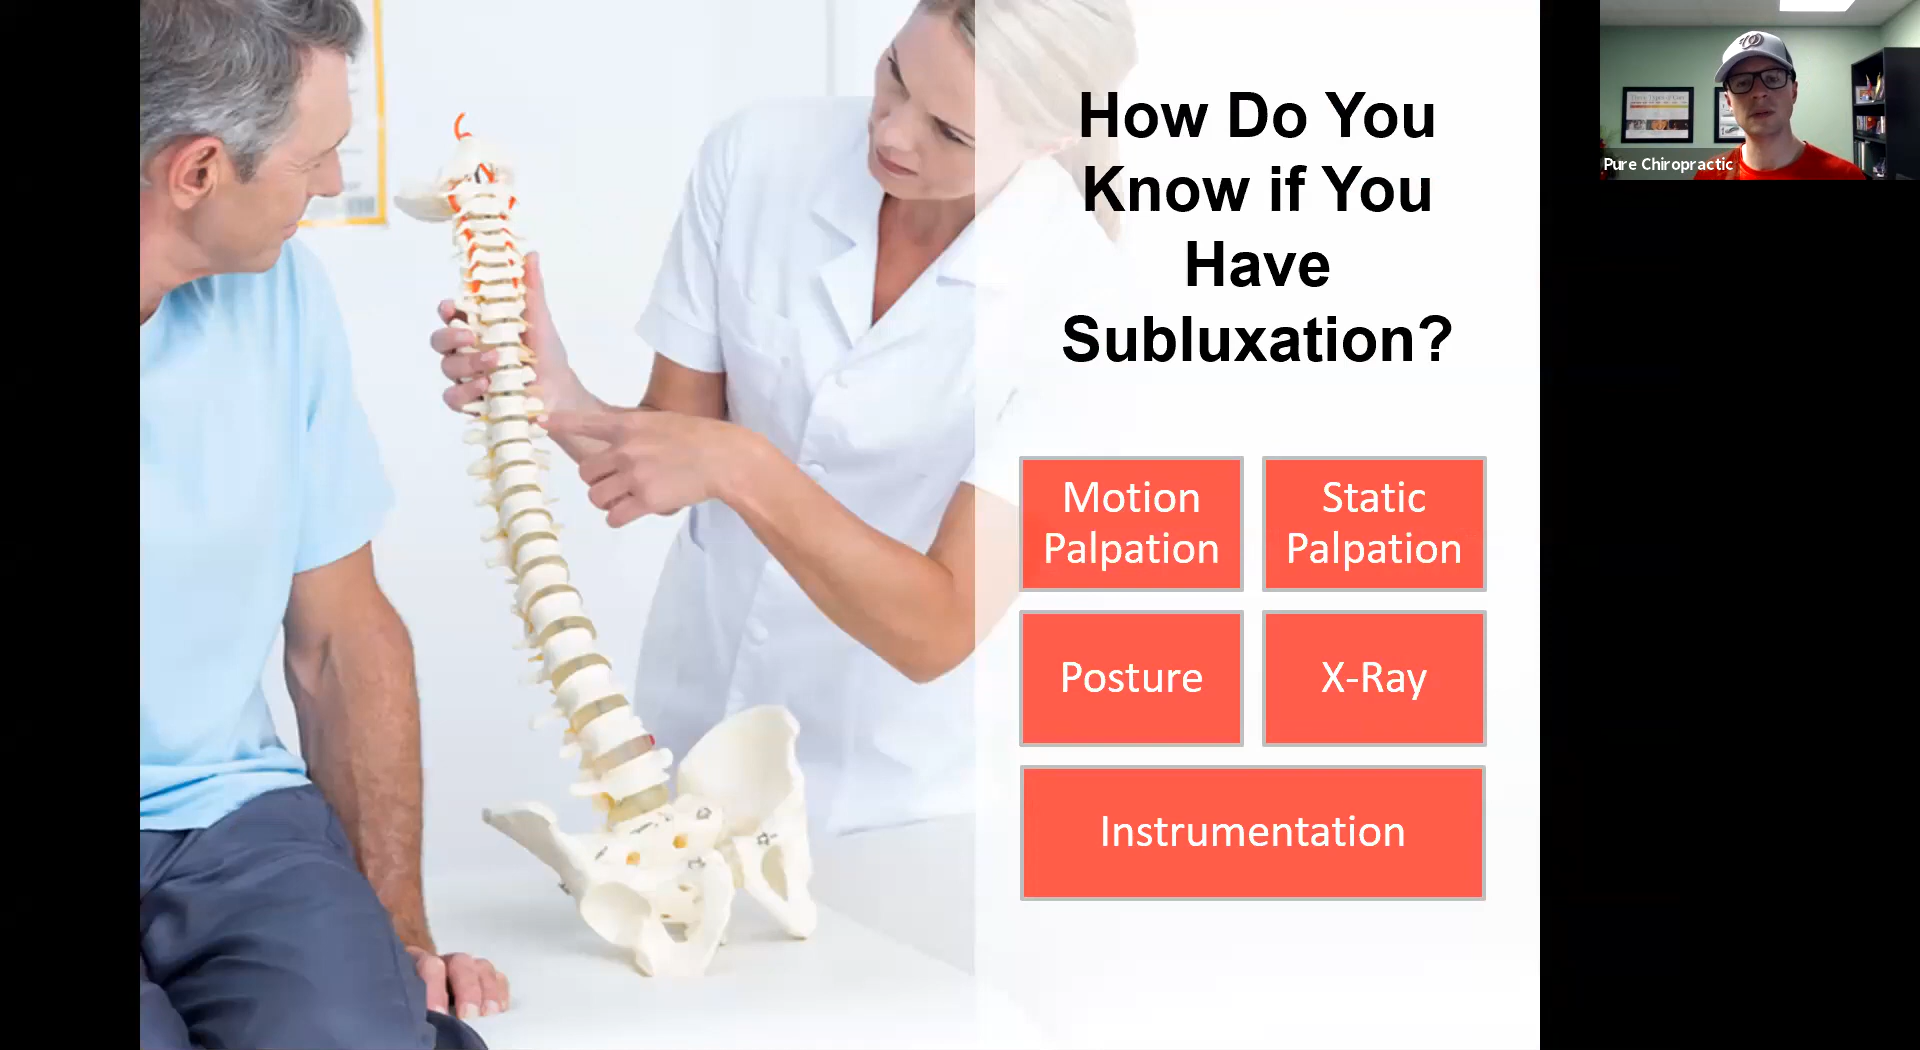 How Do You
Know if You
Have
Subluxation?
Motion
Palpation
Static
Palpation
Posture
X-Ray
Instrumentation
Pure Chiropractic